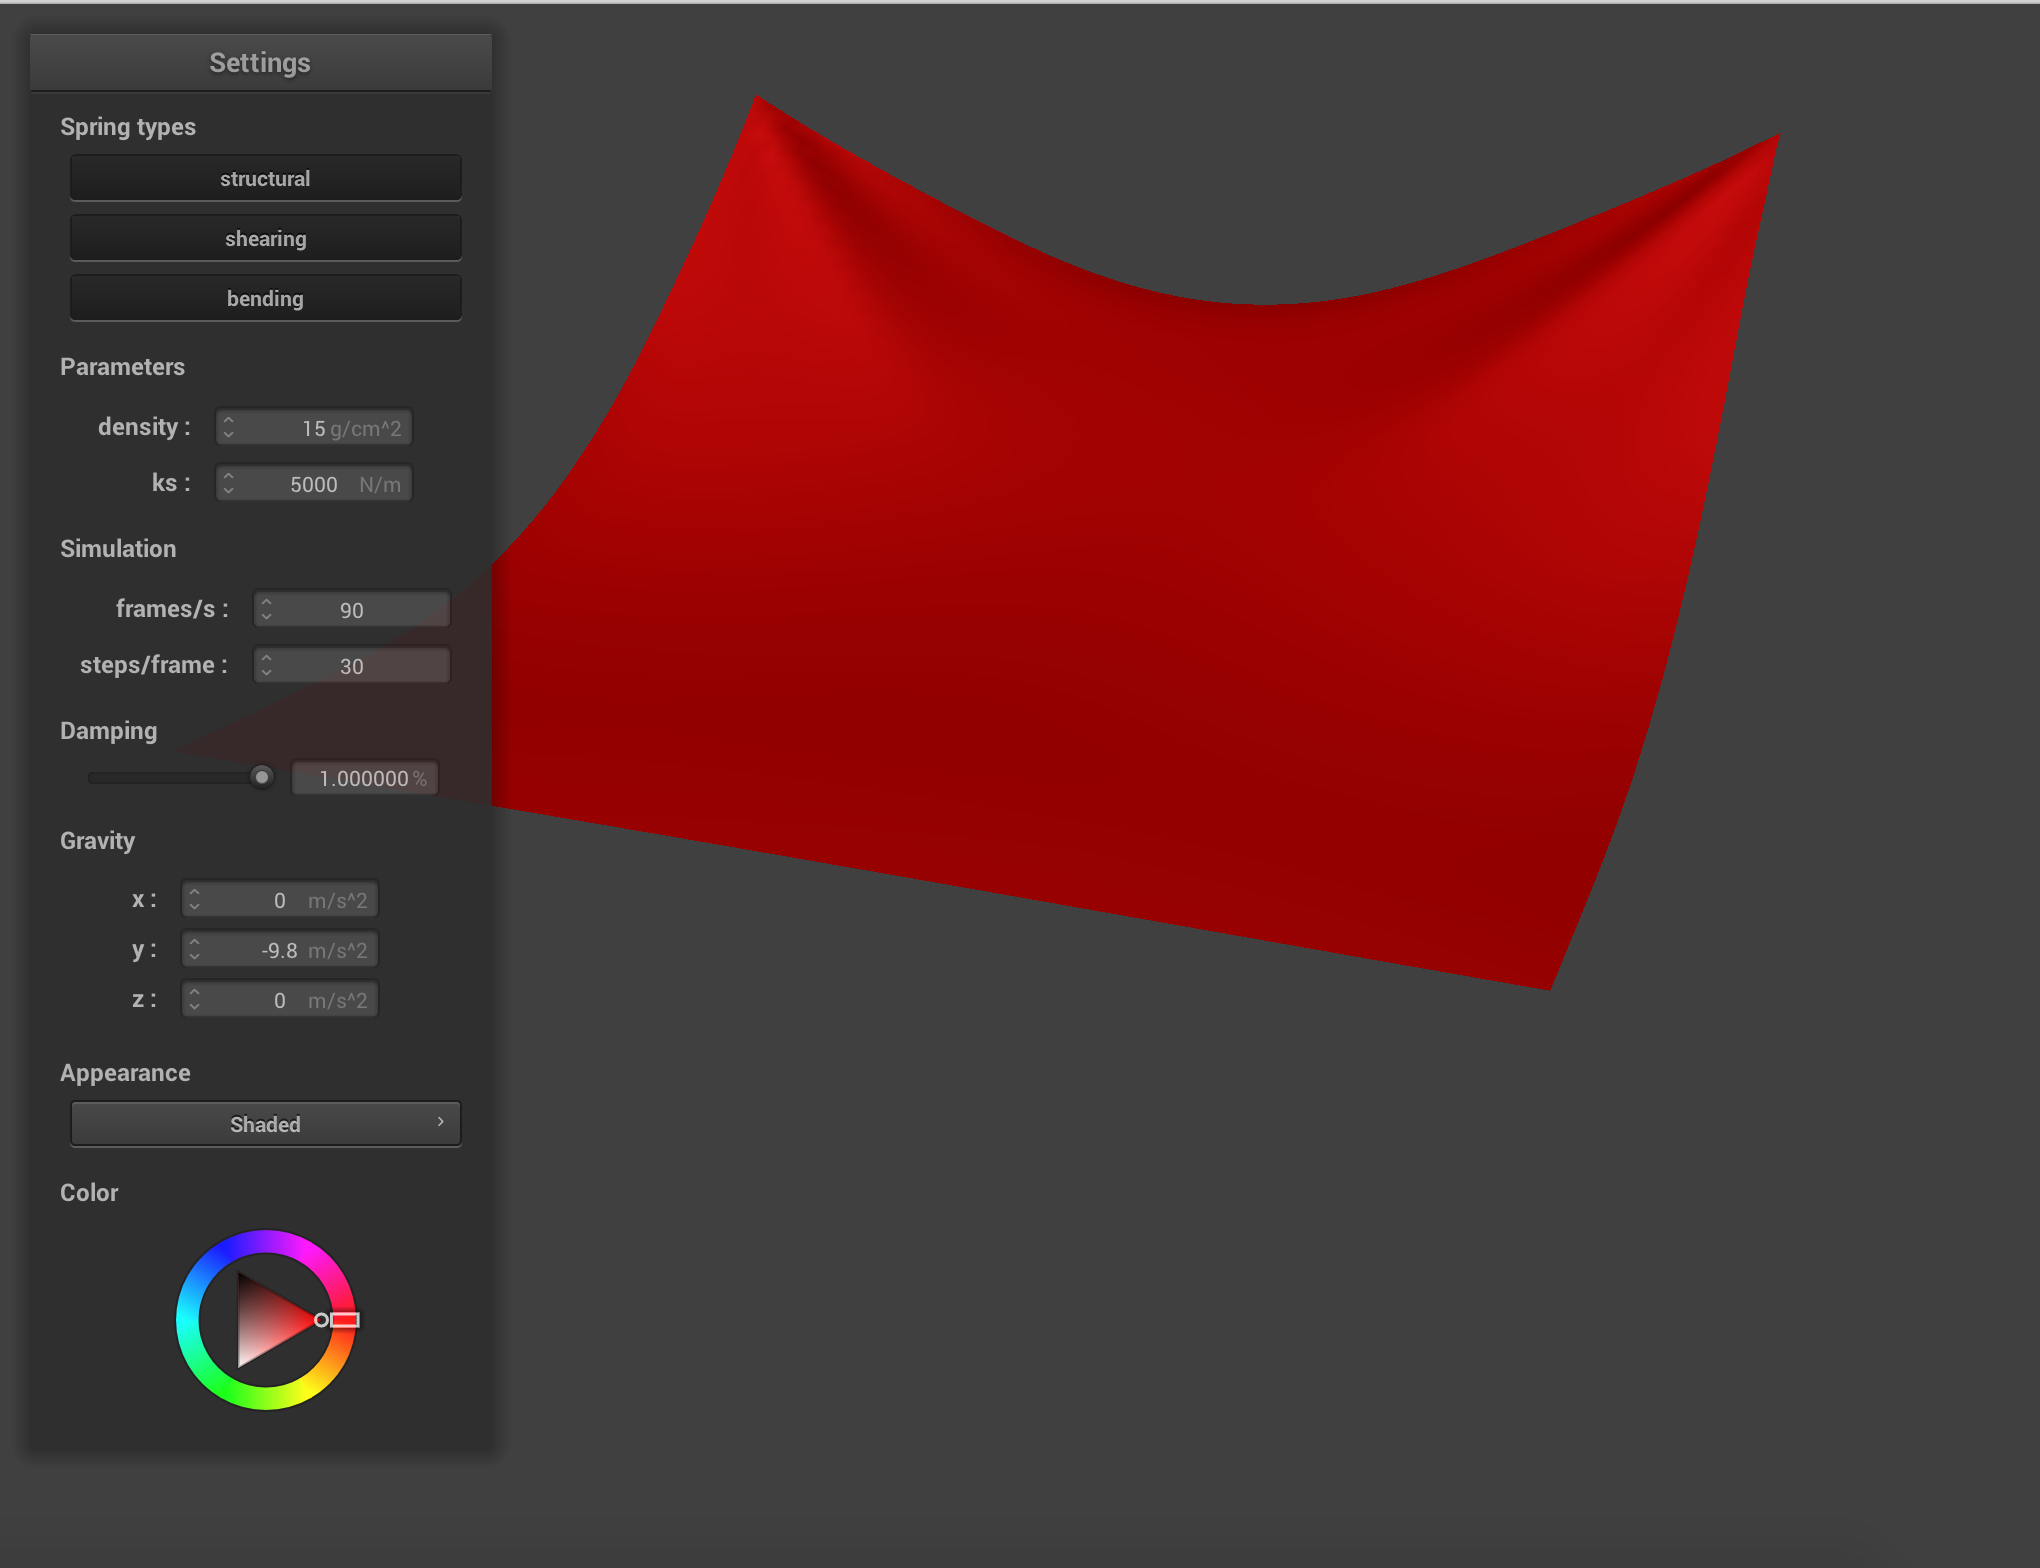 Settings
Spring types
structural
shearing
bending
Parameters
density : 15 g/cm^2
ks : 5000 N/m
Simulation
frames/s : 90
steps/frame : 30
Damping
1.000000 %
Gravity
x : 0 m/s^2
y : -9.8 m/s^2
z : 0 m/s^2
Appearance
Shaded
Color